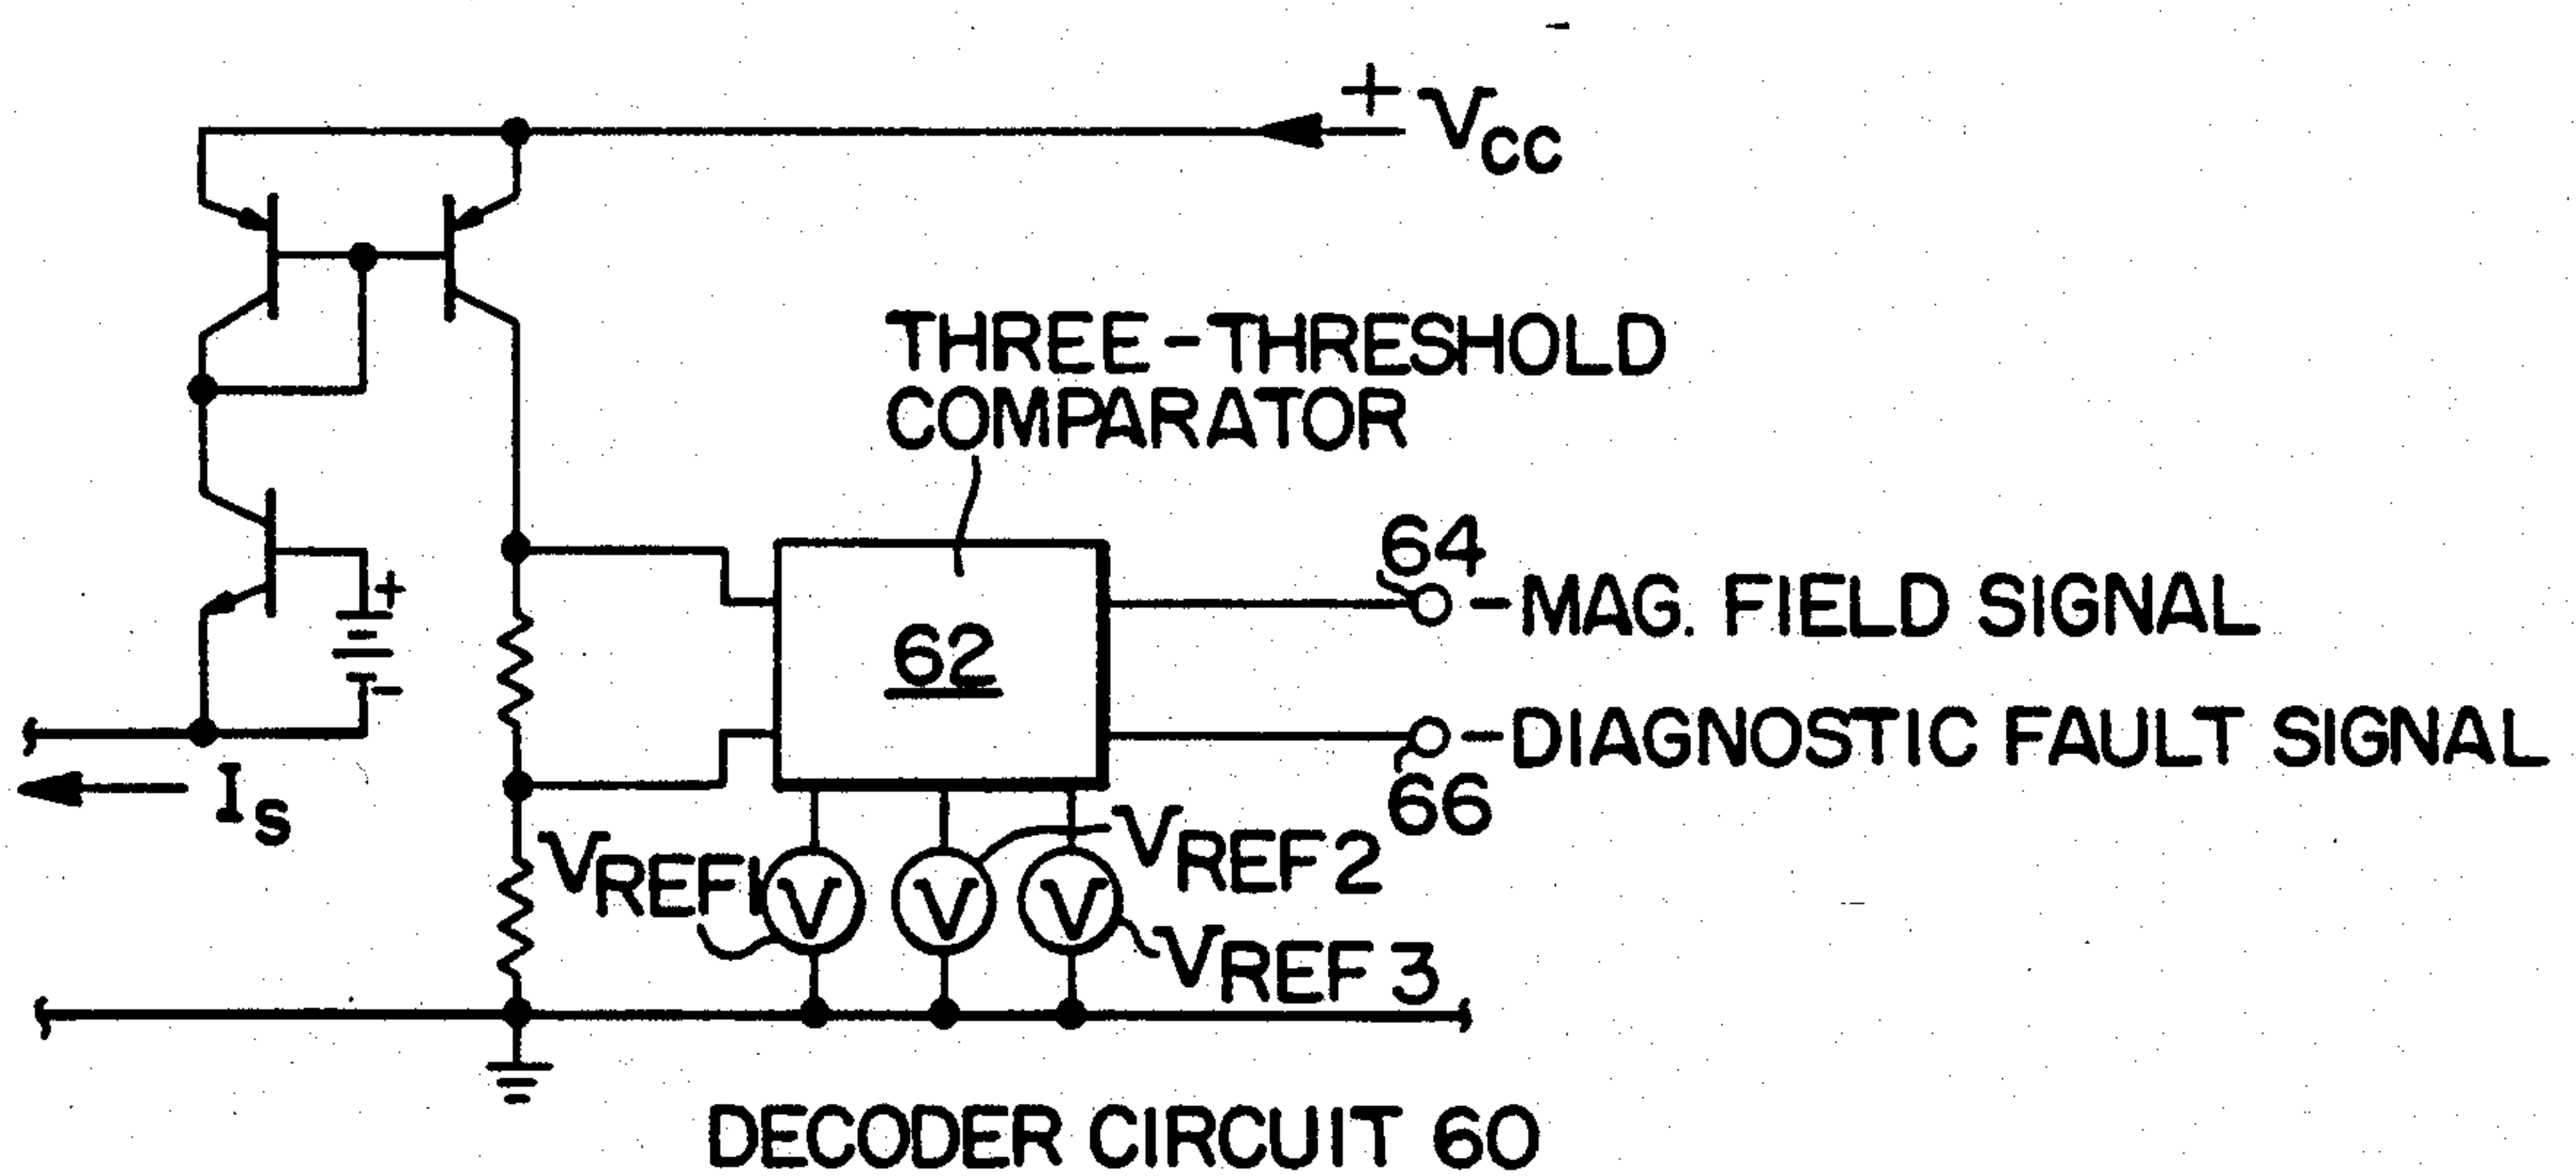 + VCC
THREE-THRESHOLD
COMPARATOR
64
62
-MAG. FIELD SIGNAL
+
-
-DIAGNOSTIC FAULT SIGNAL
66
IS
VREF1
V
V
V
VREF2
VREF3
DECODER CIRCUIT 60